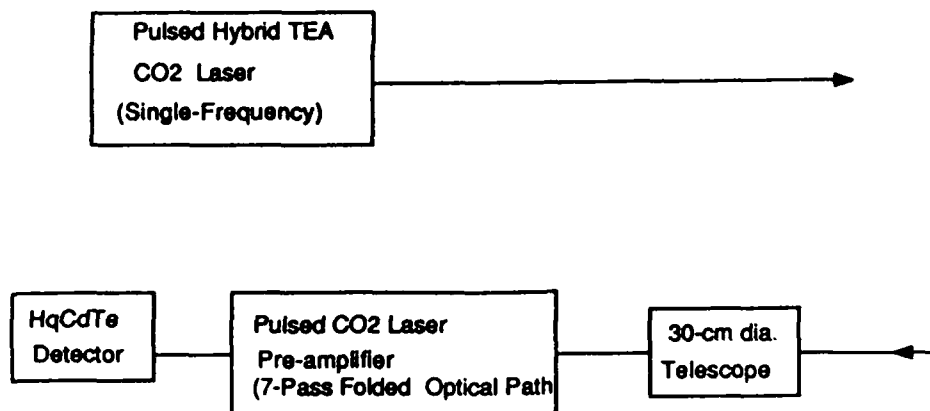 Pulsed Hybrid TEA
CO2 Laser
(Single-Frequency)
HqCdTe
Detector
Pulsed CO2 Laser
Pre-amplifier
(7-Pass Folded Optical Path
30-cm dia.
Telescope